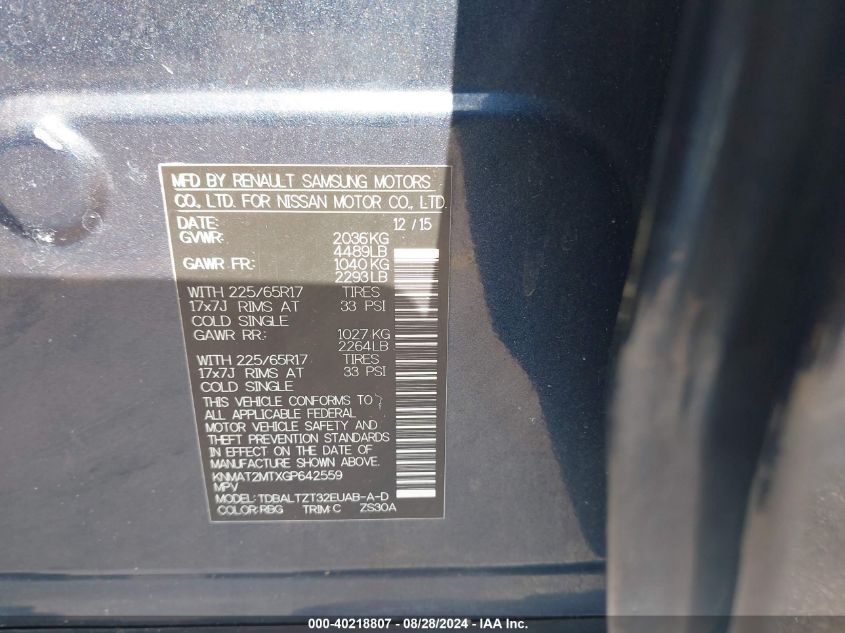 MFD BY RENAULT SAMSUNG MOTORS
CO., LTD. FOR NISSAN MOTOR CO., LTD.
DATE: 12 / 15
GVWR: 2036KG
4489LB
GAWR FR: 1040 KG
2293 LB
WITH 225/65R17 TIRES
17x7J RIMS AT 33 PSI
COLD SINGLE
GAWR RR: 1027 KG
2264LB
WITH 225/65R17 TIRES
17x7J RIMS AT 33 PSI
COLD SINGLE
THIS VEHICLE CONFORMS TO
ALL APPLICABLE FEDERAL
MOTOR VEHICLE SAFETY AND
THEFT PREVENTION STANDARDS
IN EFFECT ON THE DATE OF
MANUFACTURE SHOWN ABOVE.
KNMAT2MTXGP642559
MPV
MODEL:TDBALTZT32EUAB-A-D
COLOR:RBG TRIM:C ZS30A
000-40218807 - 08/28/2024 - IAA Inc.